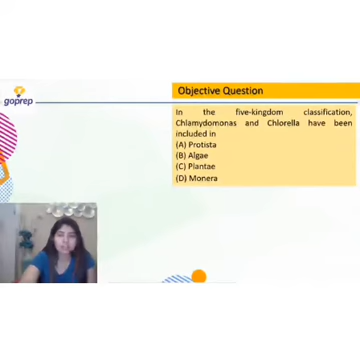 goprep
Objective Question
In the five-kingdom classification,
Chlamydomonas and Chlorella have been
included in
(A) Protista
(B) Algae
(C) Plantae
(D) Monera